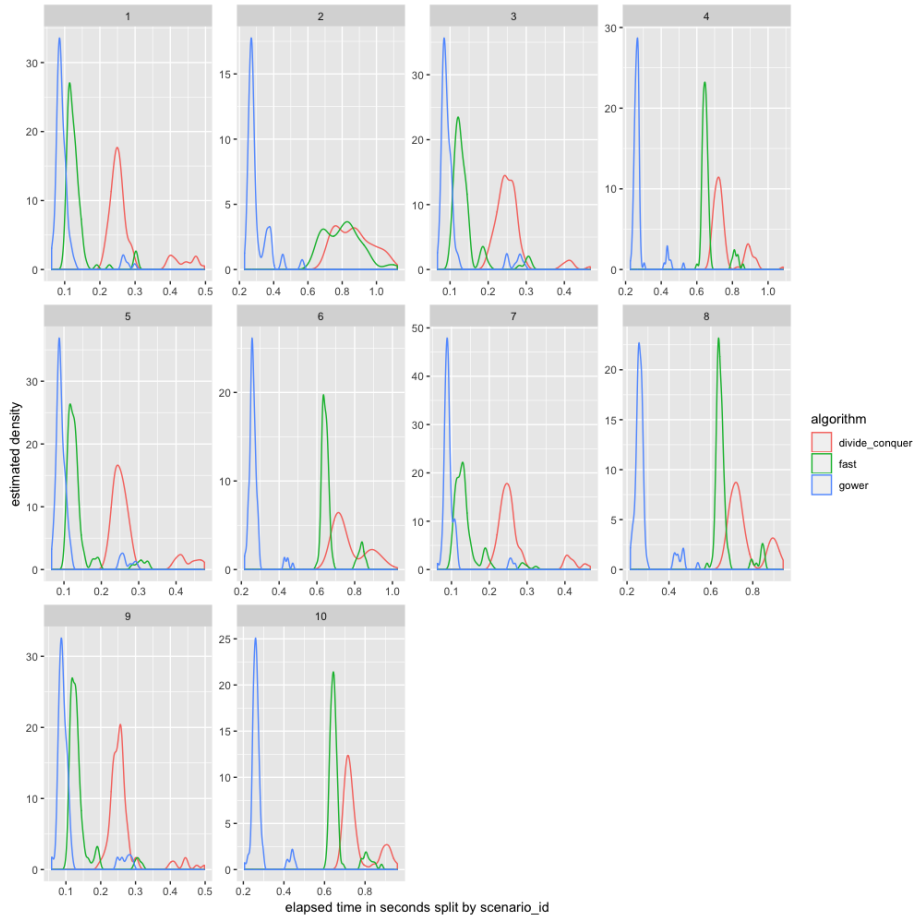 1 2 3 4
30 20 10 0
15 10 5 0
30 20 10 0
30 20 10 0
0.1 0.2 0.3 0.4 0.5
0.4 0.6 0.8 1.0
0.1 0.2 0.3 0.4
0.2 0.4 0.6 0.8 1.0
5 6 7 8
30 20 10 0
20 10 0
50 40 30 20 10 0
20 15 10 5 0
0.1 0.2 0.3 0.4
0.2 0.4 0.6 0.8 1.0
0.1 0.2 0.3 0.4
0.2 0.4 0.6 0.8
9 10
30 20 10 0
25 20 15 10 5 0
0.1 0.2 0.3 0.4 0.5
0.2 0.4 0.6 0.8
estimated density
elapsed time in seconds split by scenario_id
algorithm
divide_conquer
fast
gower